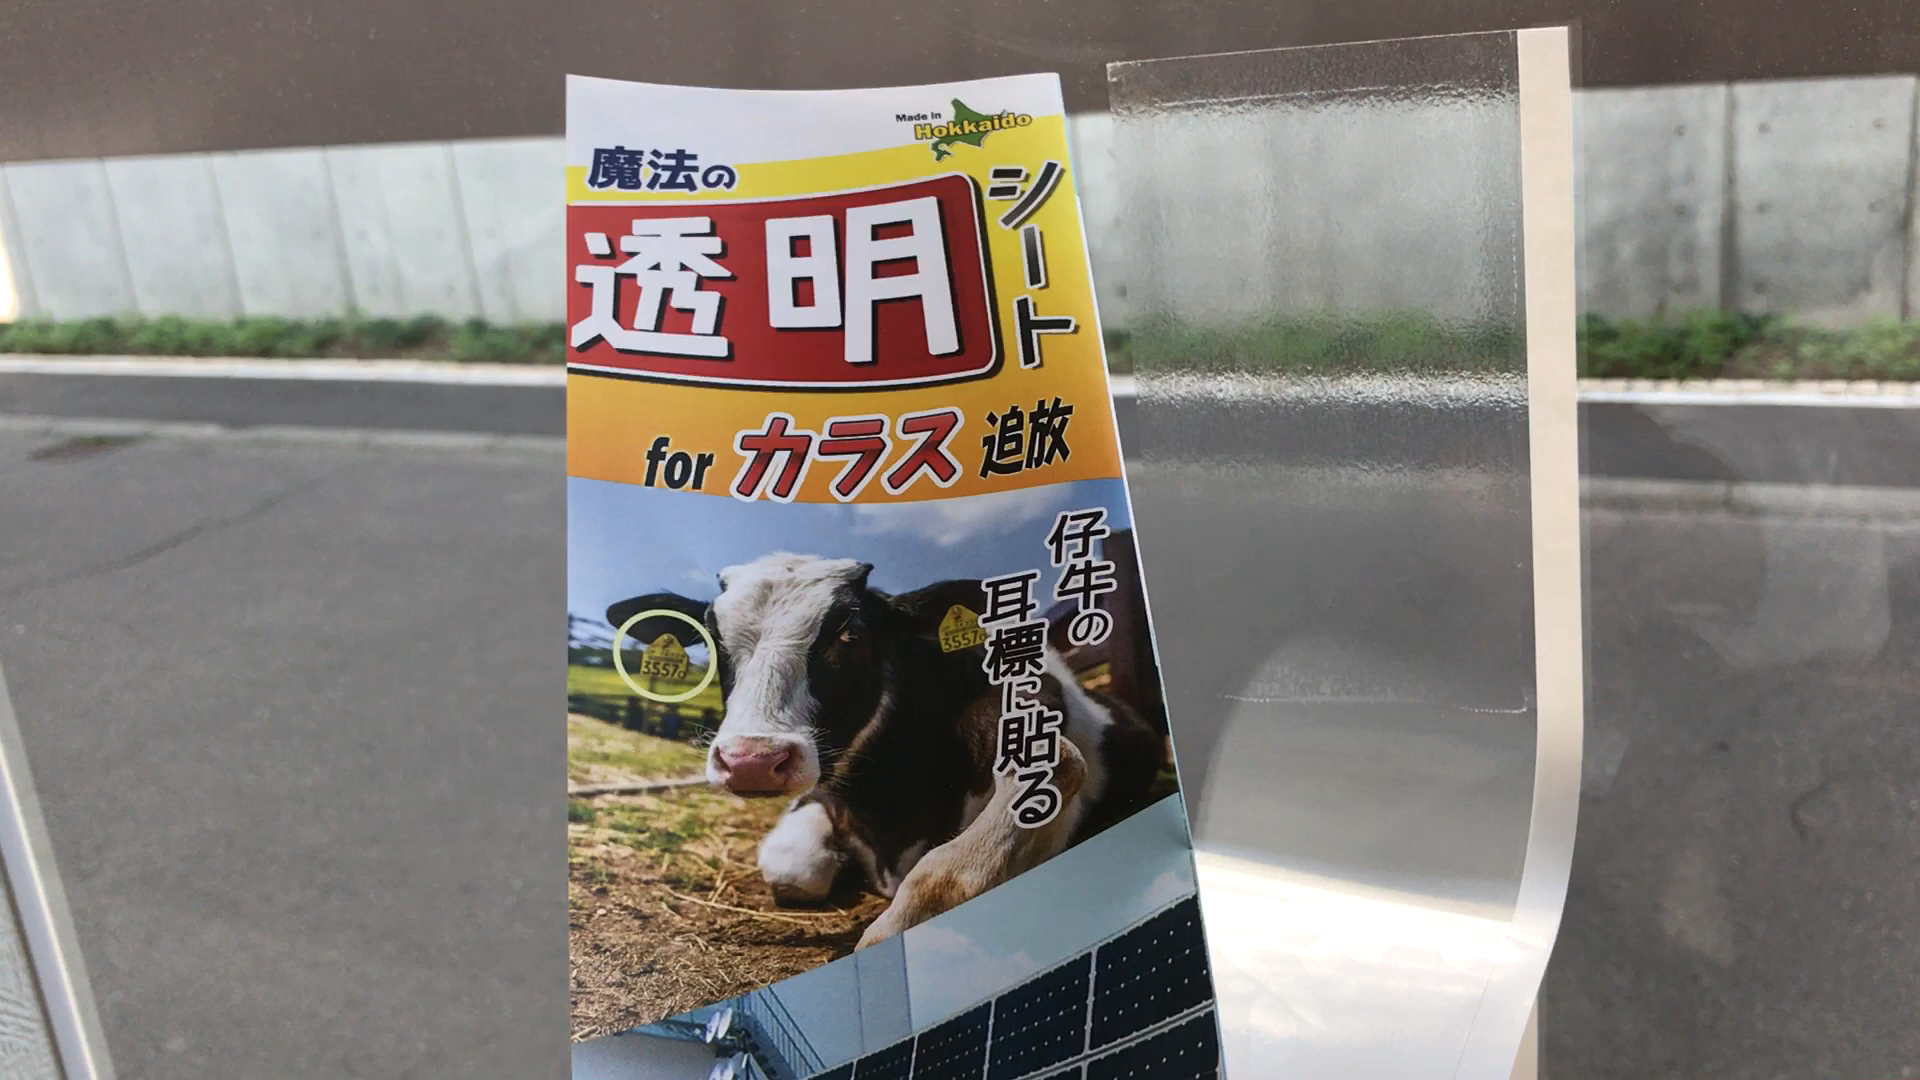 Made in
Hokkaido
魔法の
透明
シート
for カラス 追放
仔牛の
耳標に貼る
3557
3557